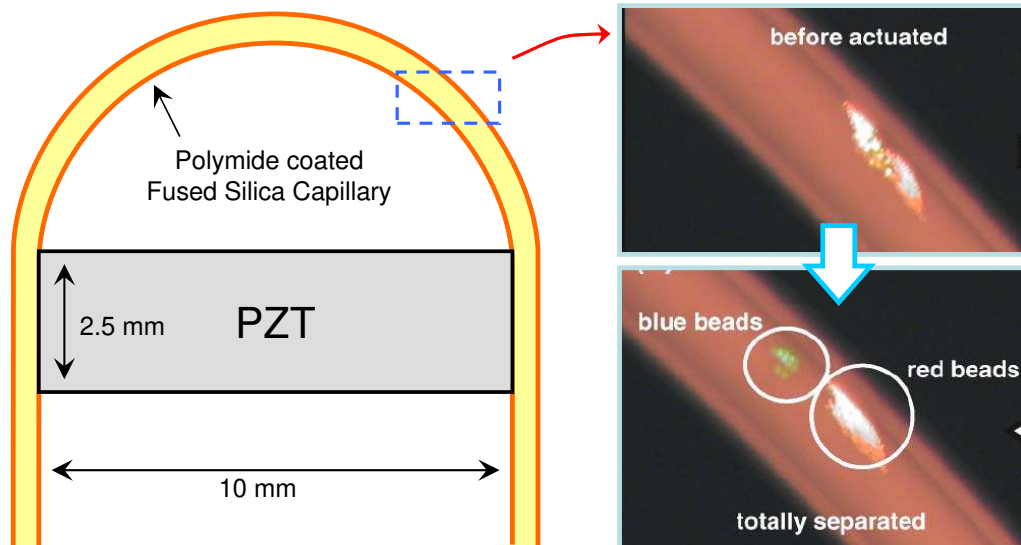 Polymide coated
Fused Silica Capillary
2.5 mm
PZT
10 mm
before actuated
blue beads
red beads
totally separated